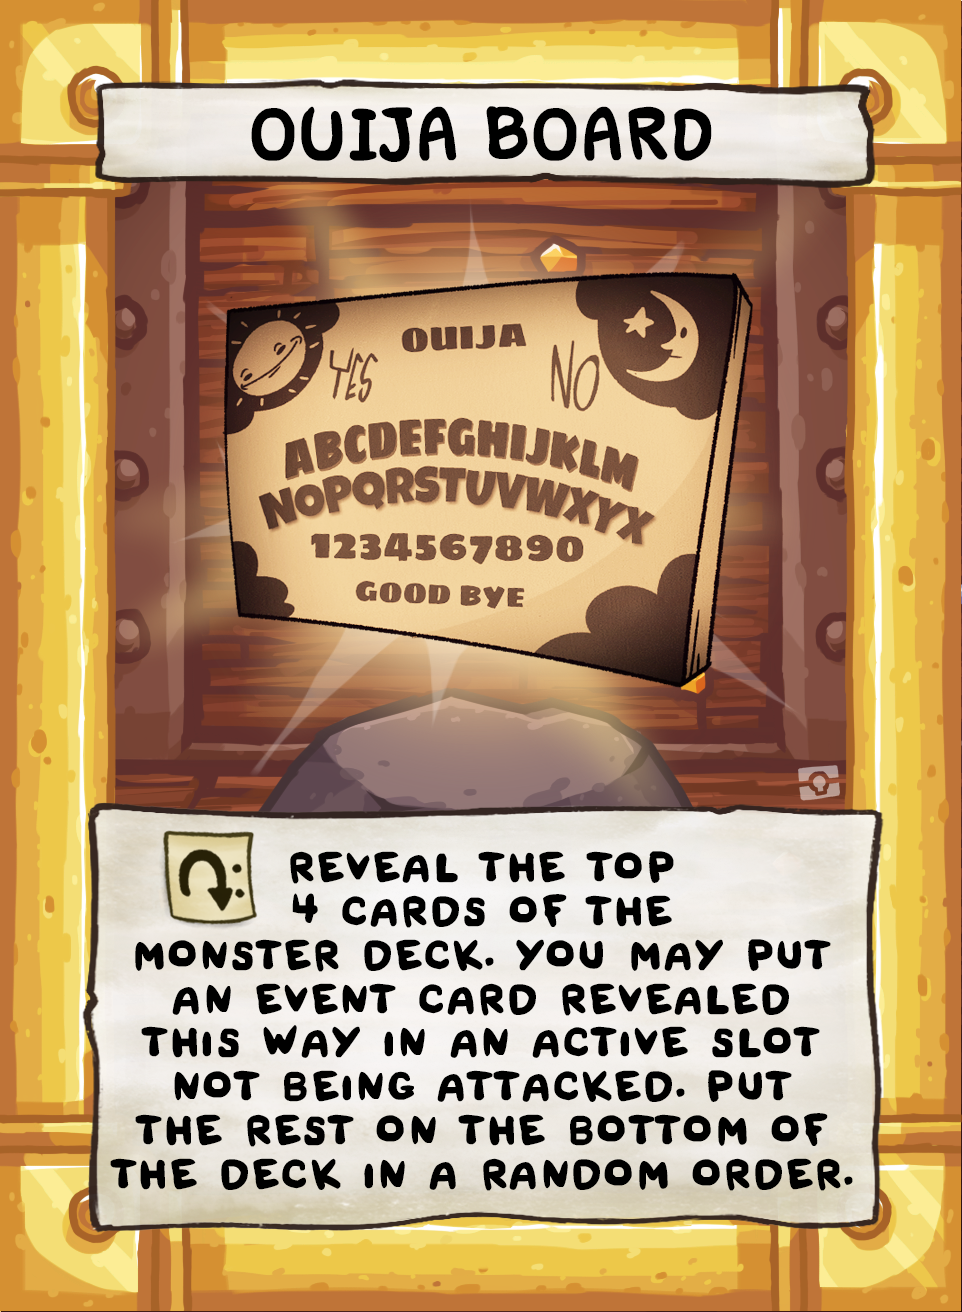 OUIJA BOARD
OUIJA
YES
NO
ABCDEFGHIJKLM
NOPQRSTUVWXYX
1234567890
GOOD BYE
REVEAL THE TOP
4 CARDS OF THE
MONSTER DECK. YOU MAY PUT
AN EVENT CARD REVEALED
THIS WAY IN AN ACTIVE SLOT
NOT BEING ATTACKED. PUT
THE REST ON THE BOTTOM OF
THE DECK IN A RANDOM ORDER.